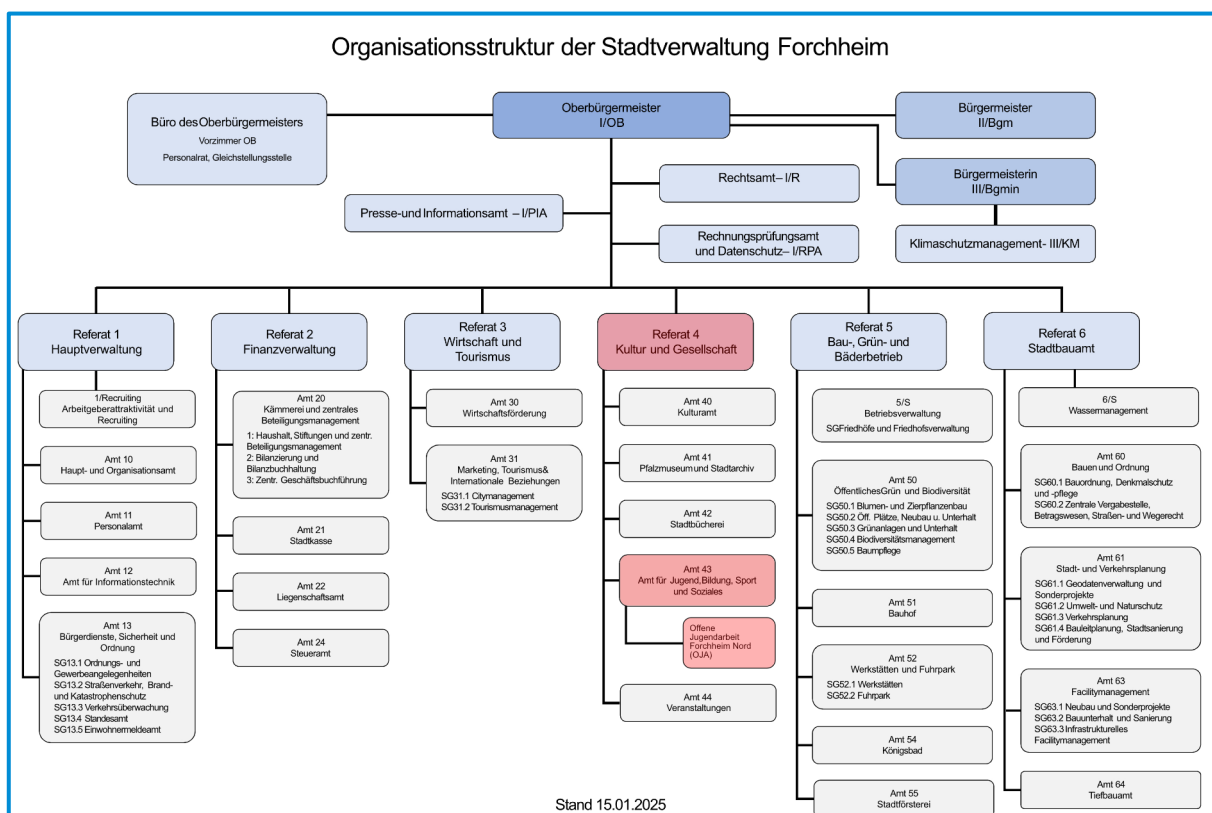 Organisationsstruktur der Stadtverwaltung Forchheim
Büro des Oberbürgermeisters
Vorzimmer OB
Personalrat, Gleichstellungsstelle
Oberbürgermeister
I/OB
Bürgermeister
II/Bgm
Bürgermeisterin
III/Bgmin
Klimaschutzmanagement- III/KM
Rechtsamt– I/R
Presse-und Informationsamt – I/PIA
Rechnungsprüfungsamt
und Datenschutz– I/RPA
Referat 1
Hauptverwaltung
1/Recruiting
Arbeitgeberattraktivität und
Recruiting
Amt 10
Haupt- und Organisationsamt
Amt 11
Personalamt
Amt 12
Amt für Informationstechnik
Amt 13
Bürgerdienste, Sicherheit und
Ordnung
SG13.1 Ordnungs- und
Gewerbeangelegenheiten
SG13.2 Straßenverkehr, Brand-
und Katastrophenschutz
SG13.3 Verkehrsüberwachung
SG13.4 Standesamt
SG13.5 Einwohnermeldeamt
Referat 2
Finanzverwaltung
Amt 20
Kämmerei und zentrales
Beteiligungsmanagement
1: Haushalt, Stiftungen und zentr.
Beteiligungsmanagement
2: Bilanzierung und
Bilanzbuchhaltung
3: Zentr. Geschäftsbuchführung
Amt 21
Stadtkasse
Amt 22
Liegenschaftsamt
Amt 24
Steueramt
Referat 3
Wirtschaft und
Tourismus
Amt 30
Wirtschaftsförderung
Amt 31
Marketing, Tourismus&
Internationale Beziehungen
SG31.1 Citymanagement
SG31.2 Tourismusmanagement
Referat 4
Kultur und Gesellschaft
Amt 40
Kulturamt
Amt 41
Pfalzmuseum und Stadtarchiv
Amt 42
Stadtbücherei
Amt 43
Amt für Jugend,Bildung, Sport
und Soziales
Offene
Jugendarbeit
Forchheim Nord
(OJA)
Amt 44
Veranstaltungen
Referat 5
Bau-, Grün- und
Bäderbetrieb
5/S
Betriebsverwaltung
SGFriedhöfe und Friedhofsverwaltung
Amt 50
ÖffentlichesGrün und Biodiversität
SG50.1 Blumen- und Zierpflanzenbau
SG50.2 Öff. Plätze, Neubau u. Unterhalt
SG50.3 Grünanlagen und Unterhalt
SG50.4 Biodiversitätsmanagement
SG50.5 Baumpflege
Amt 51
Bauhof
Amt 52
Werkstätten und Fuhrpark
SG52.1 Werkstätten
SG52.2 Fuhrpark
Amt 54
Königsbad
Amt 55
Stadtförsterei
Referat 6
Stadtbauamt
6/S
Wassermanagement
Amt 60
Bauen und Ordnung
SG60.1 Bauordnung, Denkmalschutz
und -pflege
SG60.2 Zentrale Vergabestelle,
Betragswesen, Straßen- und Wegerecht
Amt 61
Stadt- und Verkehrsplanung
SG61.1 Geodatenverwaltung und
Sonderprojekte
SG61.2 Umwelt- und Naturschutz
SG61.3 Verkehrsplanung
SG61.4 Bauleitplanung, Stadtsanierung
und Förderung
Amt 63
Facilitymanagement
SG63.1 Neubau und Sonderprojekte
SG63.2 Bauunterhalt und Sanierung
SG63.3 Infrastrukturelles
Facilitymanagement
Amt 64
Tiefbauamt
Stand 15.01.2025